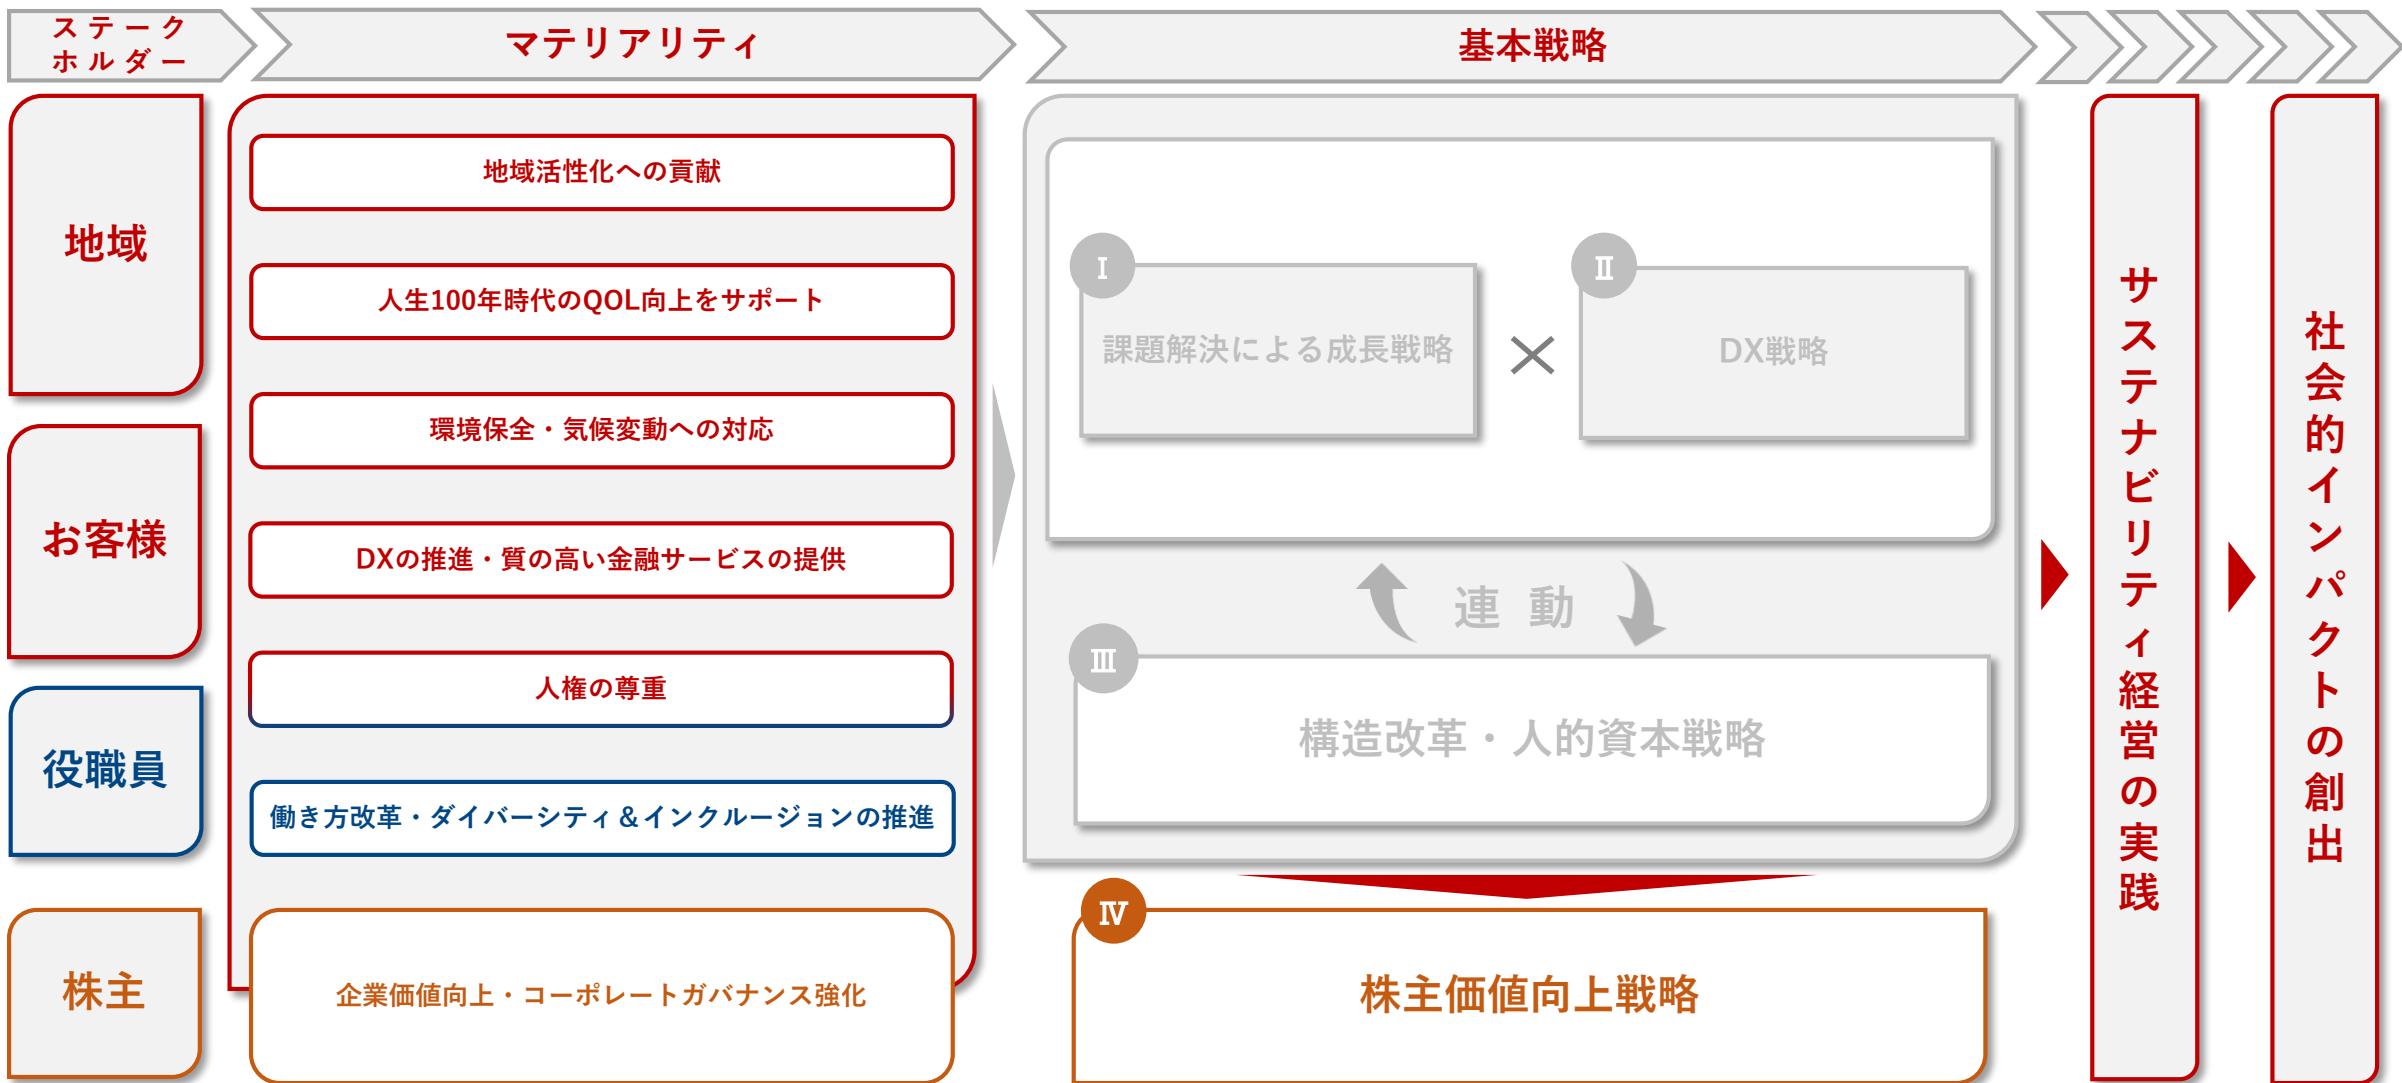 ステーク
ホルダー
マテリアリティ
基本戦略
地域
お客様
役職員
株主
地域活性化への貢献
人生100年時代のQOL向上をサポート
環境保全・気候変動への対応
DXの推進・質の高い金融サービスの提供
人権の尊重
働き方改革・ダイバーシティ＆インクルージョンの推進
企業価値向上・コーポレートガバナンス強化
Ⅰ
課題解決による成長戦略
×
Ⅱ
DX戦略
連 動
Ⅲ
構造改革・人的資本戦略
Ⅳ
株主価値向上戦略
サステナビリティ経営の実践
社会的インパクトの創出